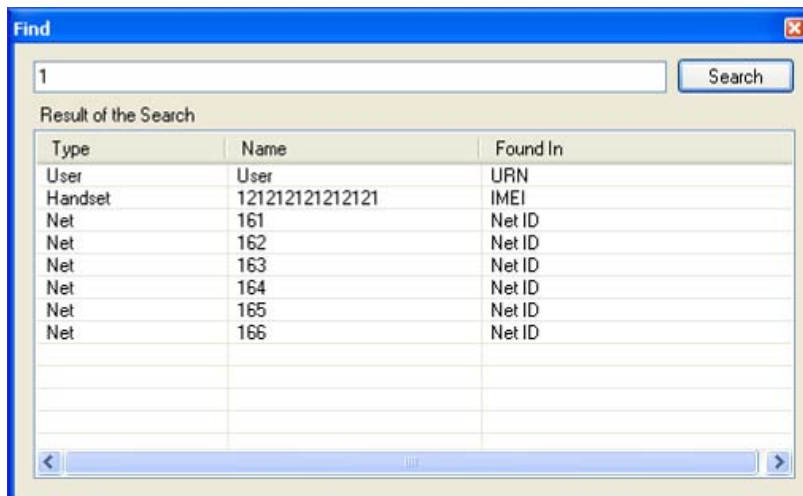 Find
1
Search
Result of the Search
Type Name Found In
User User URN
Handset 121212121212121 IMEI
Net 161 Net ID
Net 162 Net ID
Net 163 Net ID
Net 164 Net ID
Net 165 Net ID
Net 166 Net ID